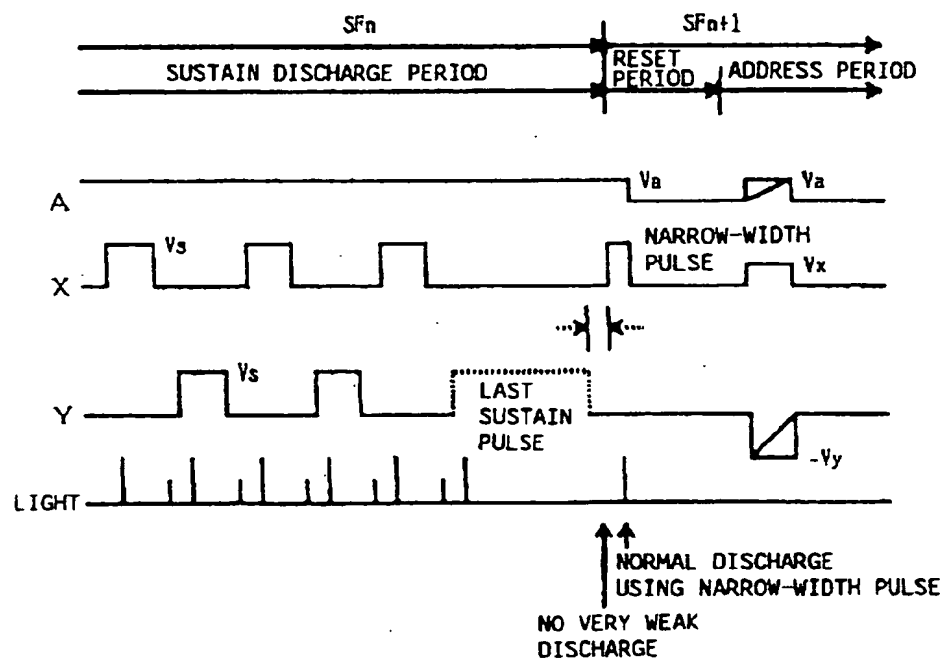 SFn
SFn+1
SUSTAIN DISCHARGE PERIOD
RESET
PERIOD
ADDRESS PERIOD
A
Va
Va
X
Vs
NARROW-WIDTH
PULSE
Vx
Y
Vs
LAST
SUSTAIN
PULSE
-Vy
LIGHT
NORMAL DISCHARGE
USING NARROW-WIDTH PULSE
NO VERY WEAK
DISCHARGE